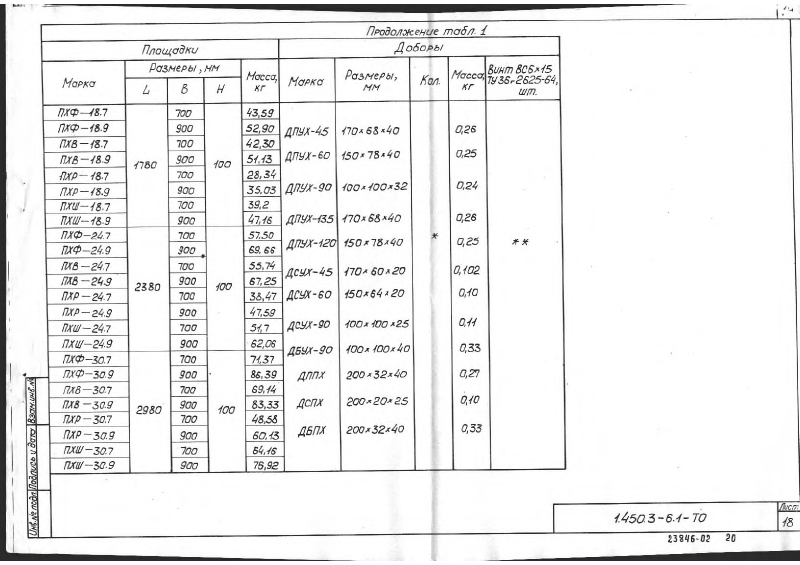 Продолжение табл. 1
Площадки Доборы
Марка Размеры, мм Масса, кг Марка Размеры, мм Кол. Масса, кг Винт ВС6×15 ТУ36-2625-64, шт.
L В Н
ПХФ-18.7 700 43,59
ПХФ-18.9 900 52,90 ДПУХ-45 170×68×40 0,26
ПХВ-18.7 700 42,30
ПХВ-18.9 1780 900 100 51,13 ДПУХ-60 150×78×40 0,25
ПХР-18.7 700 28,34
ПХР-18.9 900 35,03 ДПУХ-90 100×100×32 0,24
ПХШ-18.7 700 39,2
ПХШ-18.9 900 47,16 ДПУХ-135 170×68×40 0,26
ПХФ-24.7 700 57,50 *
ПХФ-24.9 900 69,66 ДПУХ-120 150×78×40 0,25 **
ПХВ-24.7 700 55,74 ДСУХ-45 170×60×20 0,102
ПХВ-24.9 2380 900 100 67,25
ПХР-24.7 700 38,47 ДСУХ-60 150×64×20 0,10
ПХР-24.9 900 47,59
ПХШ-24.7 700 51,7 ДСУХ-90 100×100×25 0,11
ПХШ-24.9 900 62,06 ДБУХ-90 100×100×40 0,33
ПХФ-30.7 700 71,37
ПХФ-30.9 900 86,39 ДППХ 200×32×40 0,27
ПХВ-30.7 700 69,14
ПХВ-30.9 2980 900 100 83,33 ДСПХ 200×20×25 0,10
ПХР-30.7 700 48,58
ПХР-30.9 900 60,13 ДБПХ 200×32×40 0,33
ПХШ-30.7 700 64,16
ПХШ-30.9 900 76,92
Инв.№ подл. Подпись и дата Взам.инв.№
1.450.3-6.1-ТО Лист
18
23846-02 20